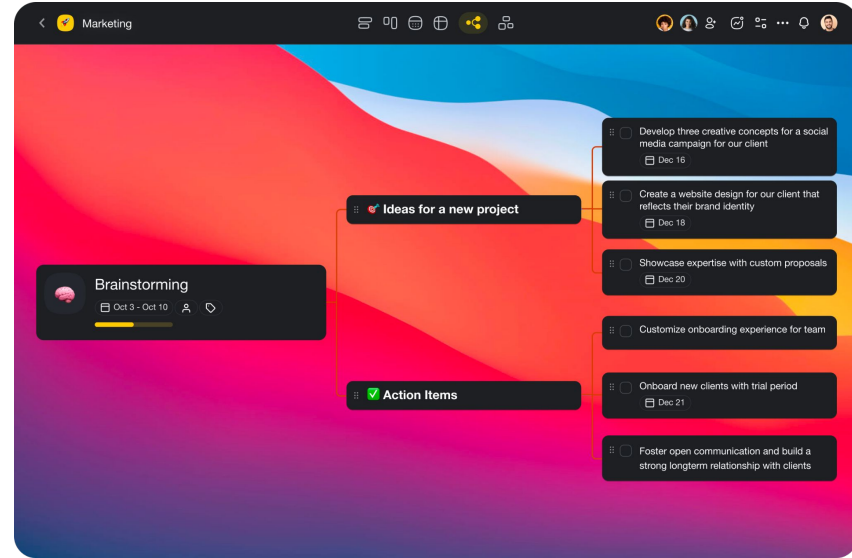 Marketing
Brainstorming
Oct 3 - Oct 10
Ideas for a new project
Develop three creative concepts for a social
media campaign for our client
Dec 16
Create a website design for our client that
reflects their brand identity
Dec 18
Showcase expertise with custom proposals
Dec 20
Action Items
Customize onboarding experience for team
Onboard new clients with trial period
Dec 21
Foster open communication and build a
strong longterm relationship with clients